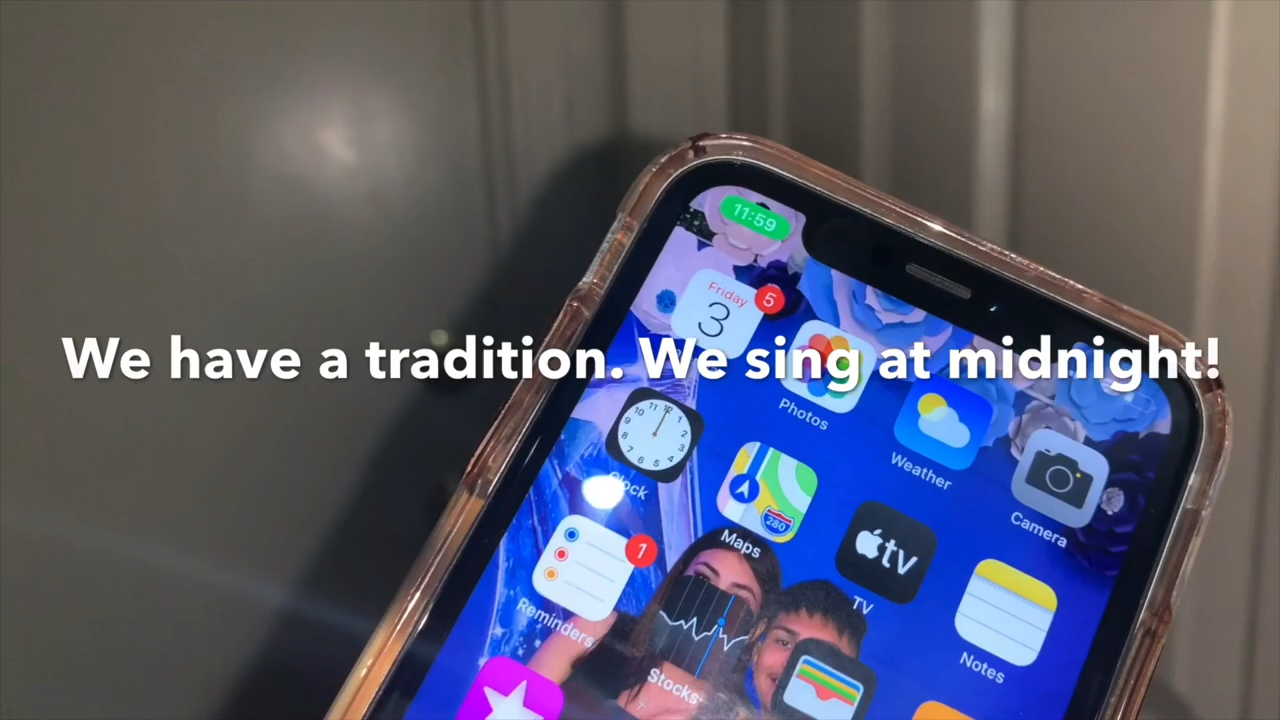 11:59
Friday
3
5
We have a tradition. We sing at midnight!
Photos
Weather
Camera
Clock
280
Maps
tv
TV
1
Reminders
Notes
Stocks